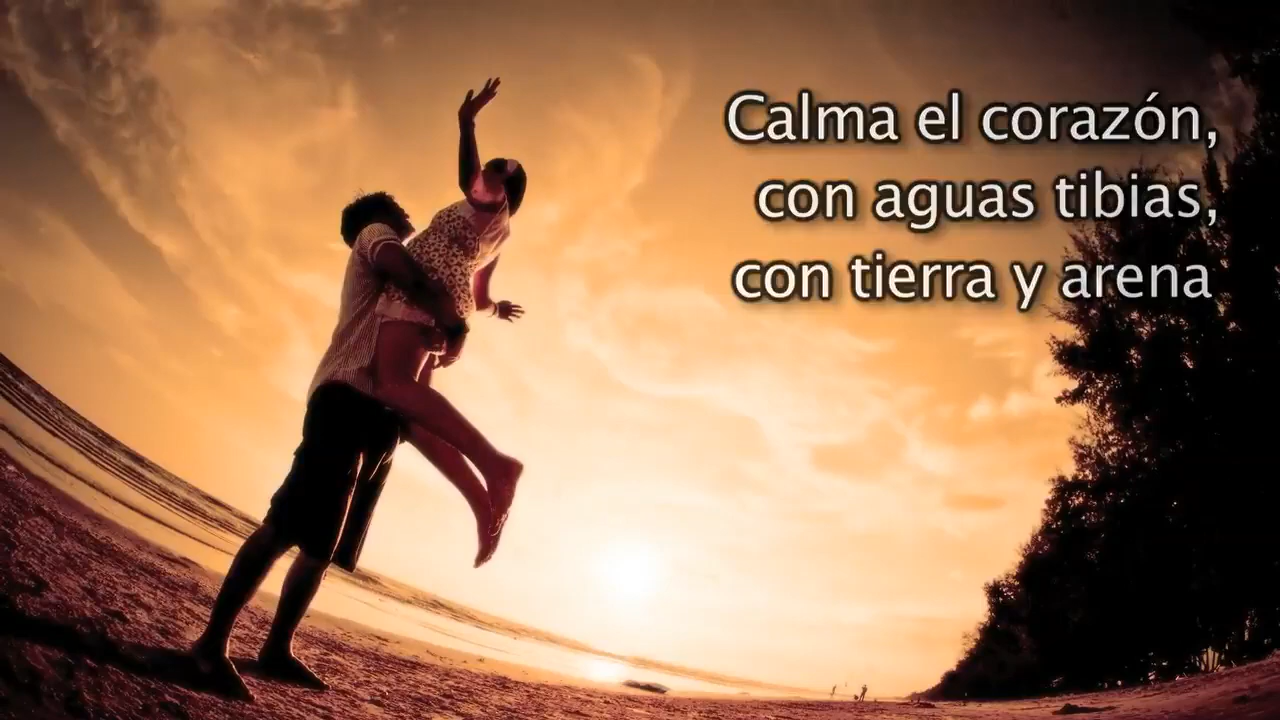 Calma el corazón,
con aguas tibias,
con tierra y arena